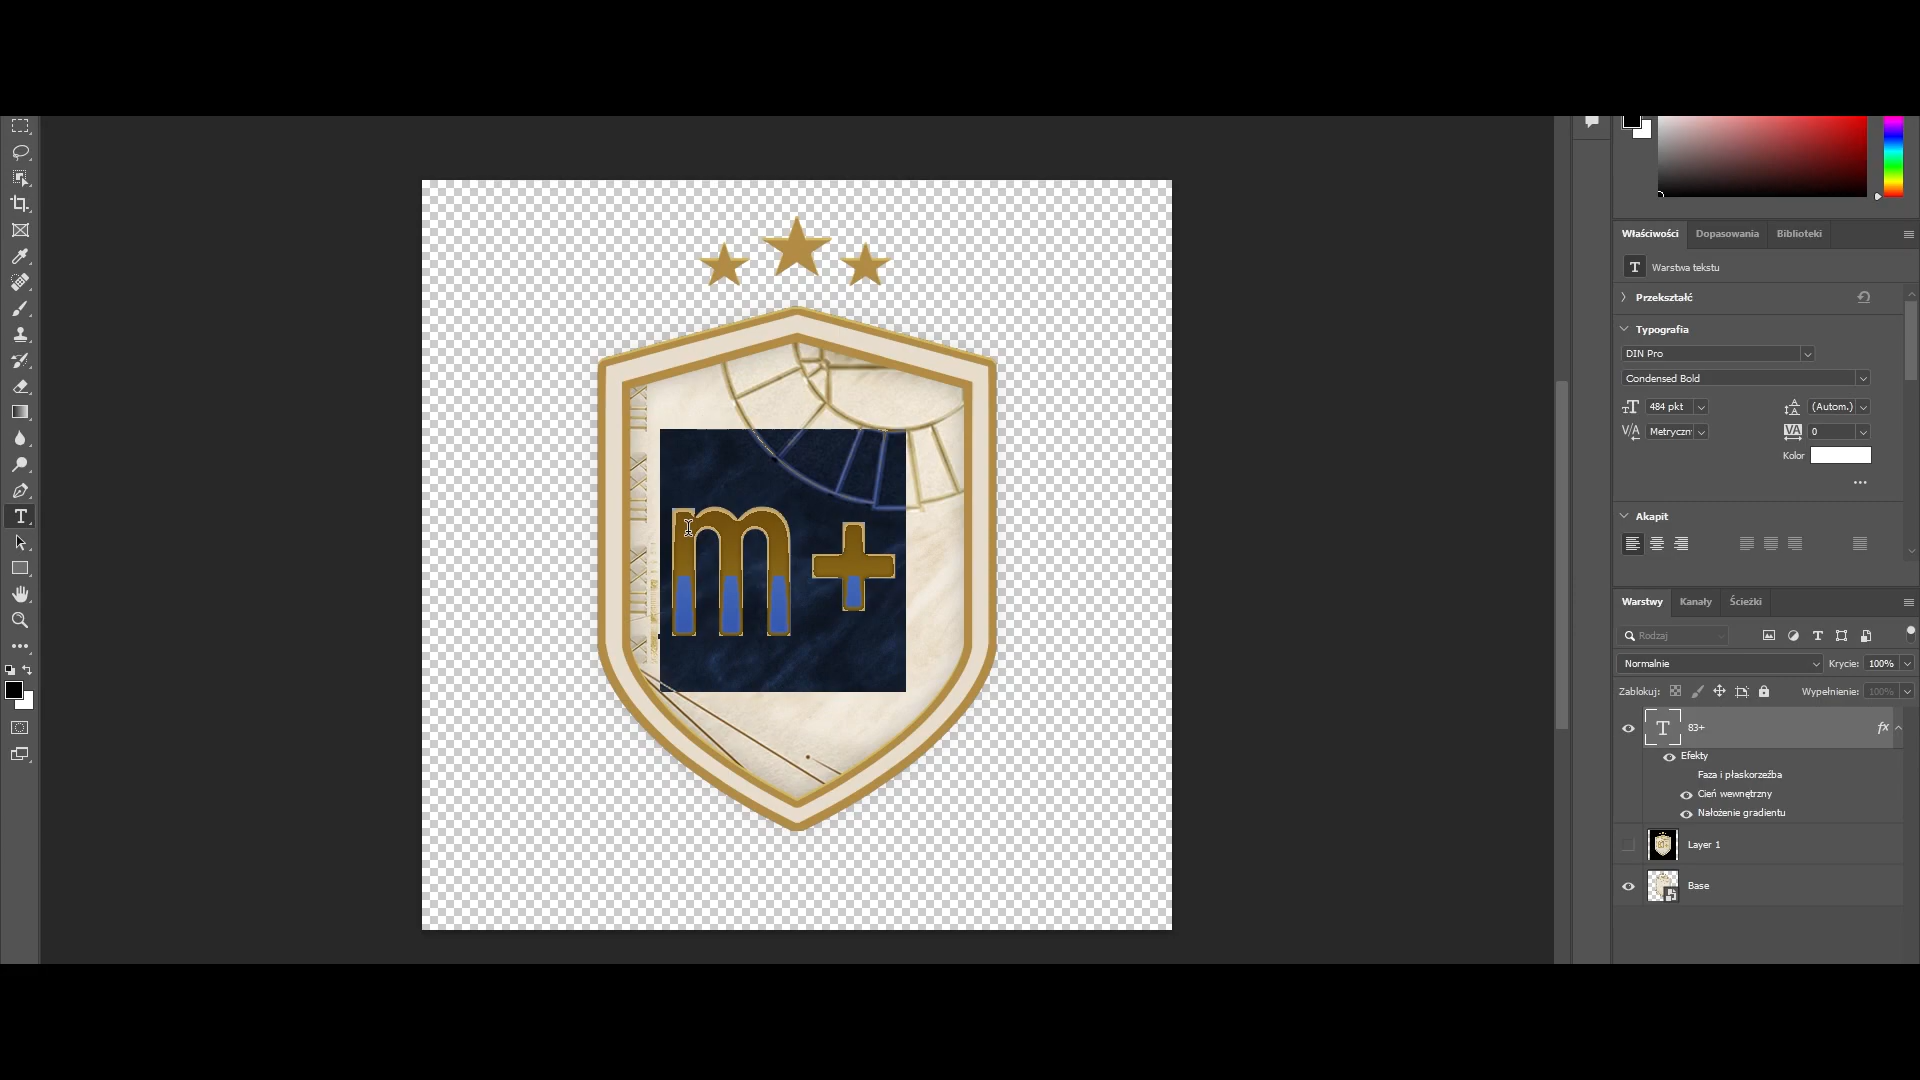 m+
Właściwości Dopasowania Biblioteki
T Warstwa tekstu
Przekształć
Typografia
DIN Pro
Condensed Bold
484 pkt (Autom.)
Metryczn 0
Kolor
Akapit
Warstwy Kanały Ścieżki
Rodzaj
Normalnie Krycie: 100%
Zablokuj: Wypełnienie: 100%
T 83+ fx
Efekty
Faza i płaskorzeźba
Cień wewnętrzny
Nałożenie gradientu
Layer 1
Base